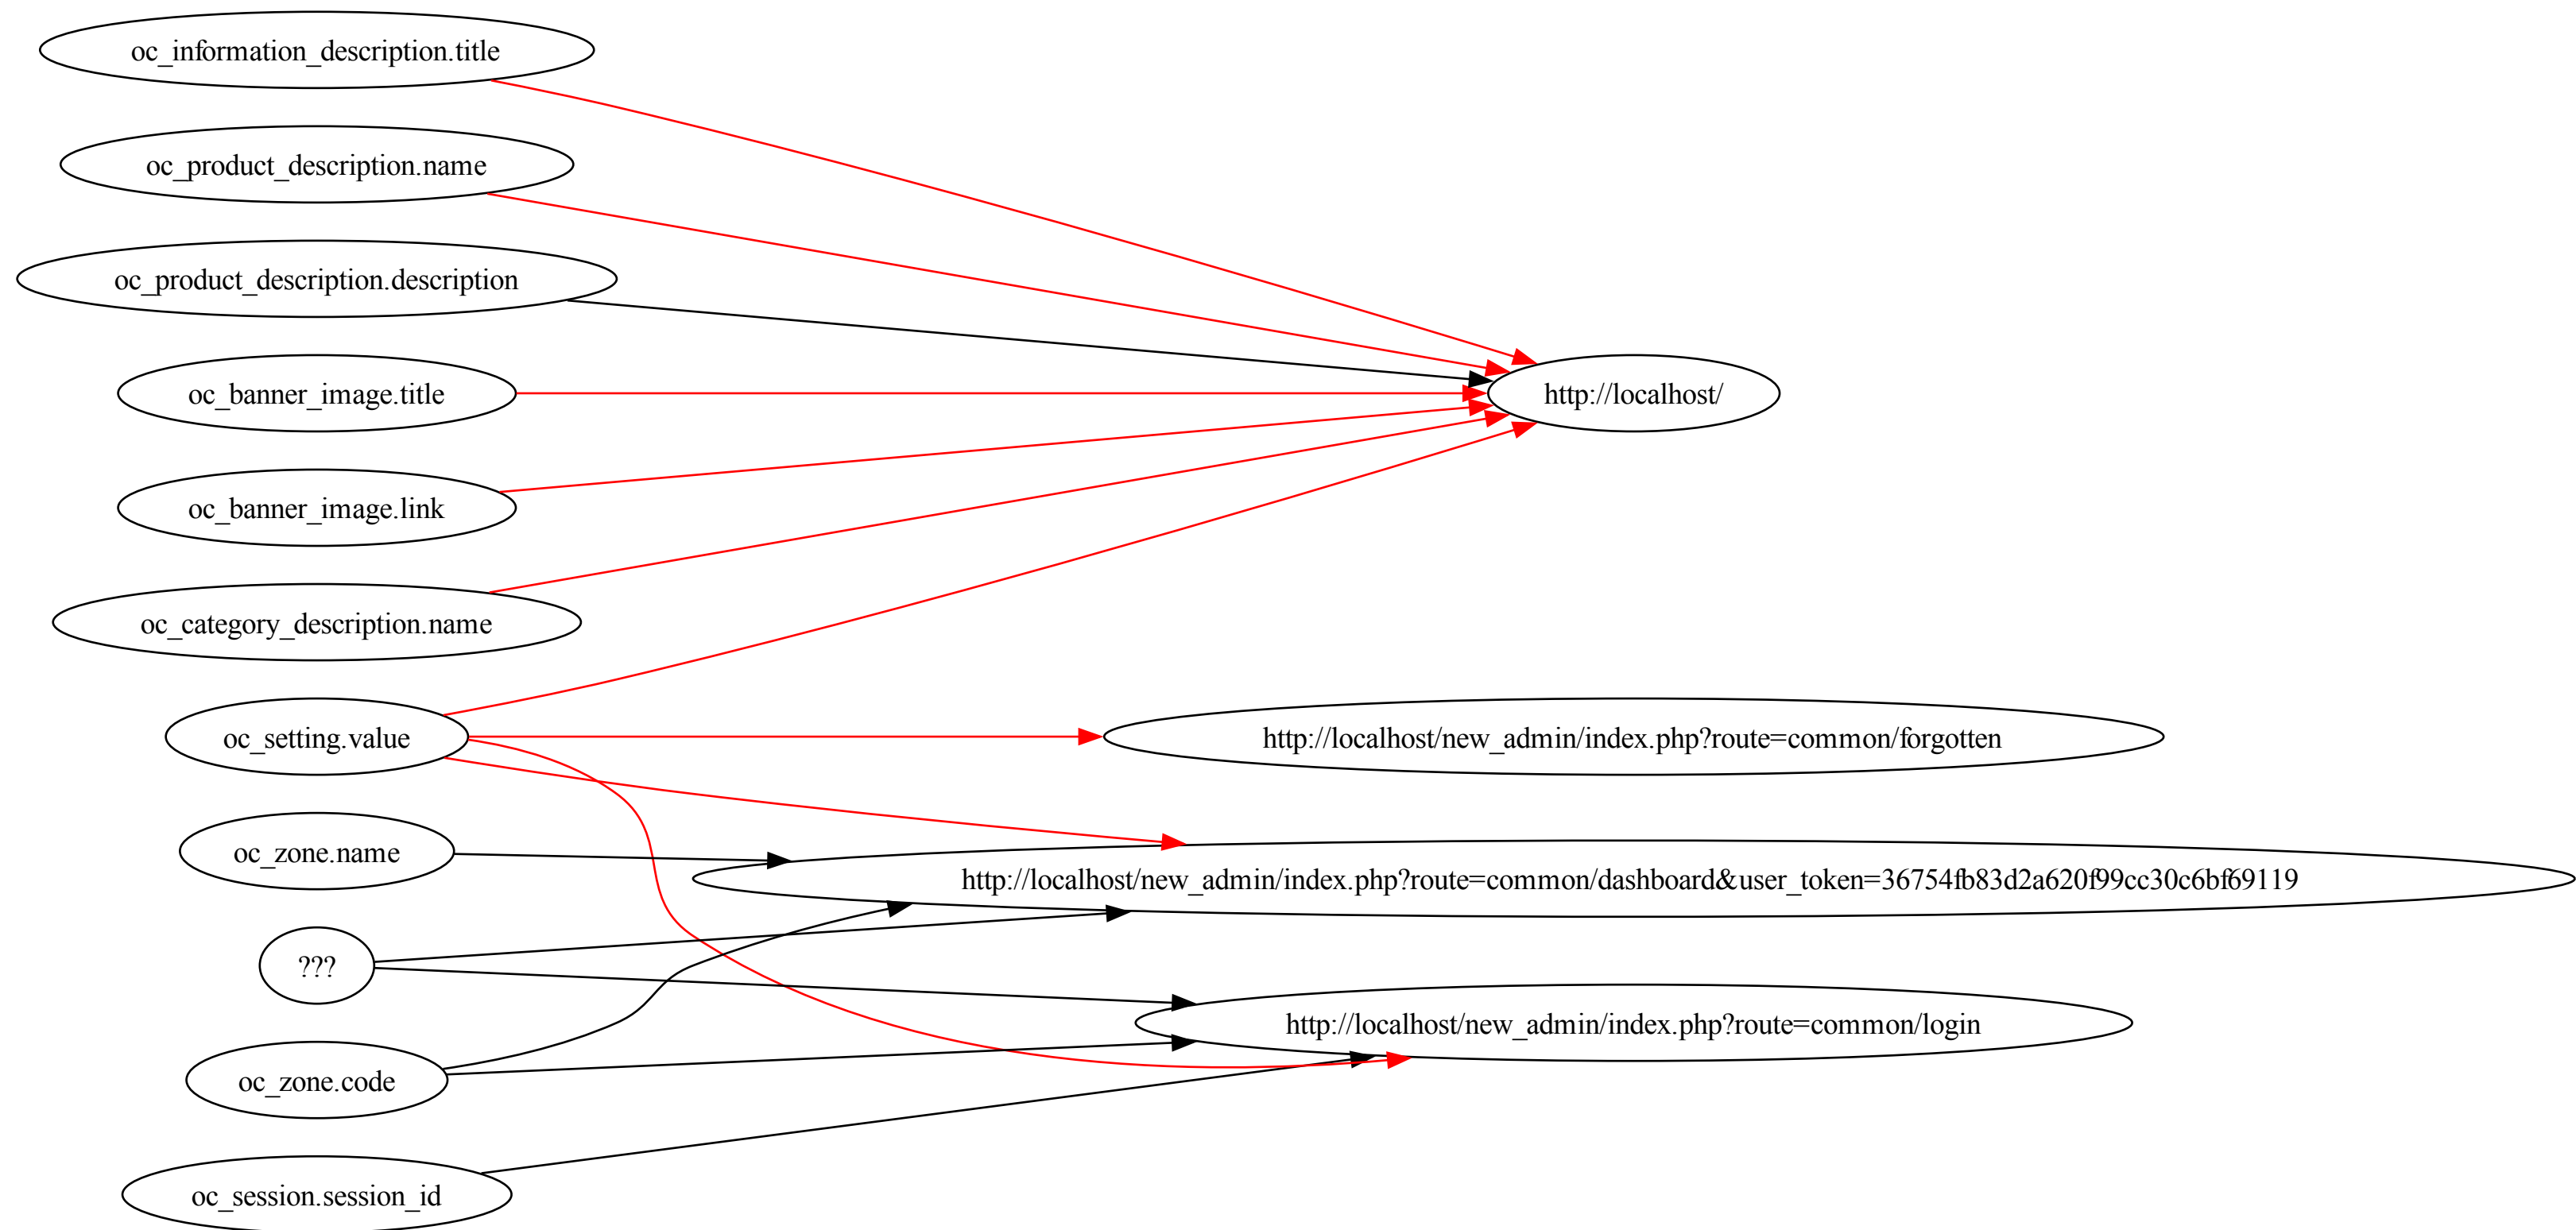 oc_information_description.title
oc_product_description.name
oc_product_description.description
oc_banner_image.title
http://localhost/
oc_banner_image.link
oc_category_description.name
oc_setting.value
http://localhost/new_admin/index.php?route=common/forgotten
oc_zone.name
http://localhost/new_admin/index.php?route=common/dashboard&user_token=36754fb83d2a620f99cc30c6bf69119
???
http://localhost/new_admin/index.php?route=common/login
oc_zone.code
oc_session.session_id